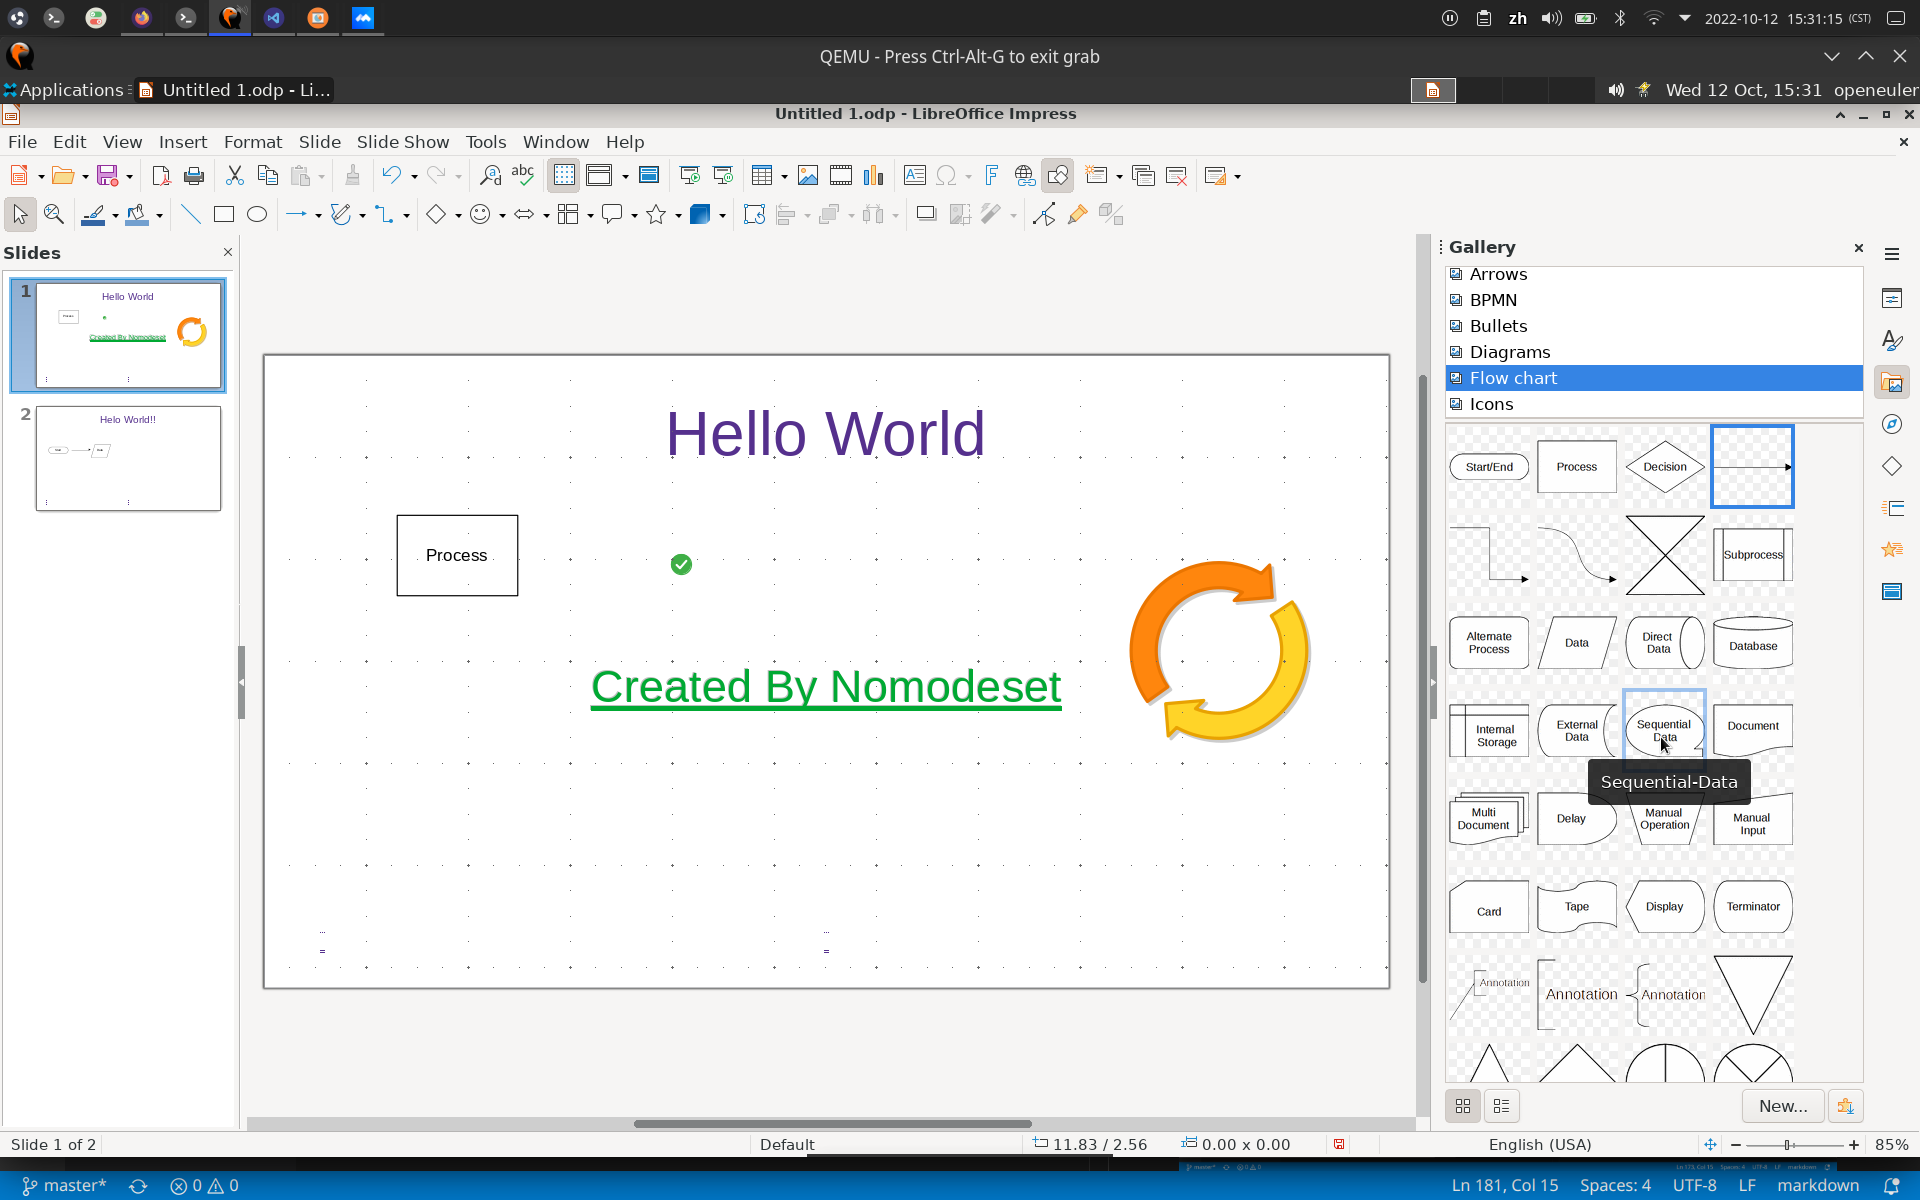 zh
2022-10-12 15:31:15 (CST)
QEMU - Press Ctrl-Alt-G to exit grab
Applications
Untitled 1.odp - Li...
Wed 12 Oct, 15:31 openeuler
Untitled 1.odp - LibreOffice Impress
File Edit View Insert Format Slide Slide Show Tools Window Help
Slides
1
Hello World
Process
Created By Nomodeset
2
Helo World!!
Hello World
Process
Created By Nomodeset
Gallery
Arrows
BPMN
Bullets
Diagrams
Flow chart
Icons
Start/End
Process
Decision
Subprocess
Alternate
Process
Data
Direct
Data
Database
Internal
Storage
External
Data
Sequential
Data
Document
Sequential-Data
Multi
Document
Delay
Manual
Operation
Manual
Input
Card
Tape
Display
Terminator
Annotation
Annotation
Annotation
New...
Slide 1 of 2
Default
11.83 / 2.56
0.00 x 0.00
English (USA)
85%
master*
0 0
Ln 181, Col 15
Spaces: 4
UTF-8
LF
markdown